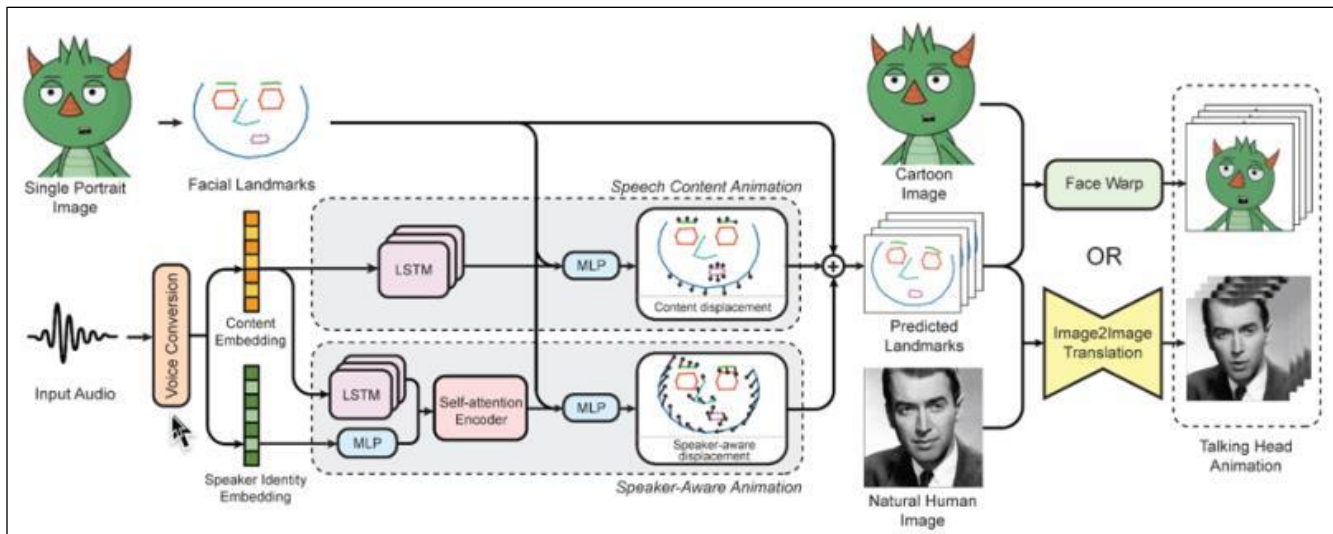 Single Portrait
Image
Facial Landmarks
Speech Content Animation
LSTM
MLP
Content displacement
Input Audio
Voice Conversion
Content
Embedding
Speaker Identity
Embedding
LSTM
MLP
Self-attention
Encoder
MLP
Speaker-aware
displacement
Speaker-Aware Animation
Cartoon
Image
Predicted
Landmarks
Natural Human
Image
Face Warp
OR
Image2Image
Translation
Talking Head
Animation